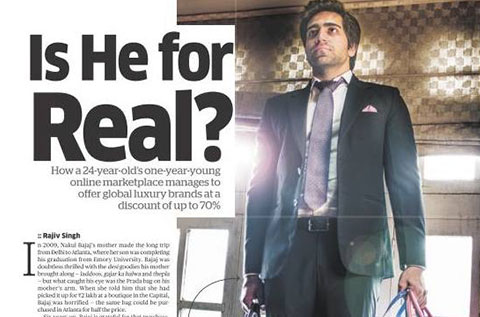 Is He for
Real?
How a 24-year-old's one-year-young
online marketplace manages to
offer global luxury brands at a
discount of up to 70%
:: Rajiv Singh
In 2009, Nakul Bajaj's mother made the long trip
from Delhi to Atlanta, where her son was completing
his graduation from Emory University. Bajaj was
doubtless thrilled with the desi goodies his mother
brought along – laddoos, gajar ka halwa and thepla
– but what caught his eye was the Prada bag on his
mother's arm. When she told him that she had
picked it up for ₹2 lakh at a boutique in the Capital,
Bajaj was horrified – the same bag could be pur-
chased in Atlanta for half the price.